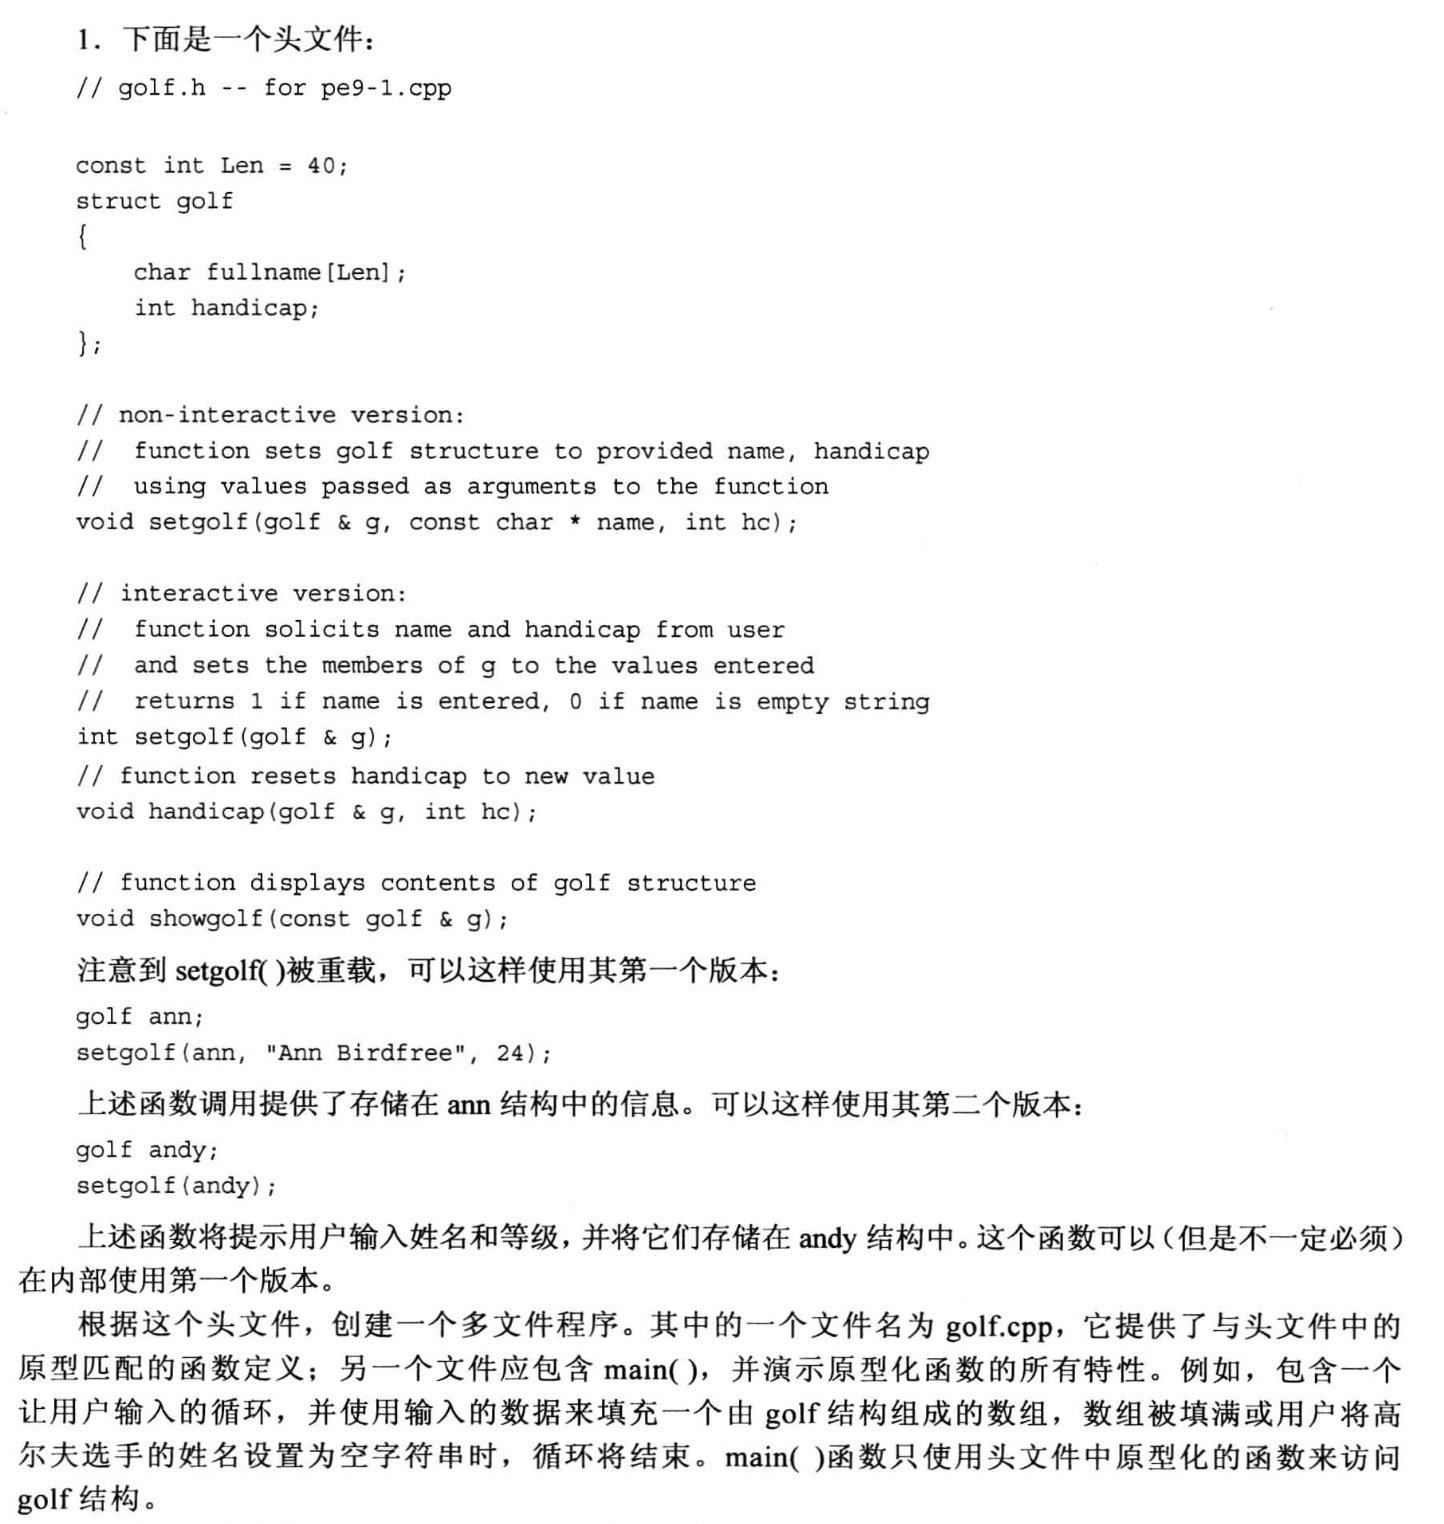 1．下面是一个头文件：
// golf.h -- for pe9-1.cpp
const int Len = 40;
struct golf
{
    char fullname[Len];
    int handicap;
};
// non-interactive version:
//  function sets golf structure to provided name, handicap
//  using values passed as arguments to the function
void setgolf(golf & g, const char * name, int hc);
// interactive version:
//  function solicits name and handicap from user
//  and sets the members of g to the values entered
//  returns 1 if name is entered, 0 if name is empty string
int setgolf(golf & g);
// function resets handicap to new value
void handicap(golf & g, int hc);
// function displays contents of golf structure
void showgolf(const golf & g);
注意到 setgolf( )被重载，可以这样使用其第一个版本：
golf ann;
setgolf(ann, "Ann Birdfree", 24);
上述函数调用提供了存储在 ann 结构中的信息。可以这样使用其第二个版本：
golf andy;
setgolf(andy);
上述函数将提示用户输入姓名和等级，并将它们存储在 andy 结构中。这个函数可以（但是不一定必须）
在内部使用第一个版本。
根据这个头文件，创建一个多文件程序。其中的一个文件名为 golf.cpp，它提供了与头文件中的
原型匹配的函数定义；另一个文件应包含 main( )，并演示原型化函数的所有特性。例如，包含一个
让用户输入的循环，并使用输入的数据来填充一个由 golf 结构组成的数组，数组被填满或用户将高
尔夫选手的姓名设置为空字符串时，循环将结束。main( )函数只使用头文件中原型化的函数来访问
golf 结构。